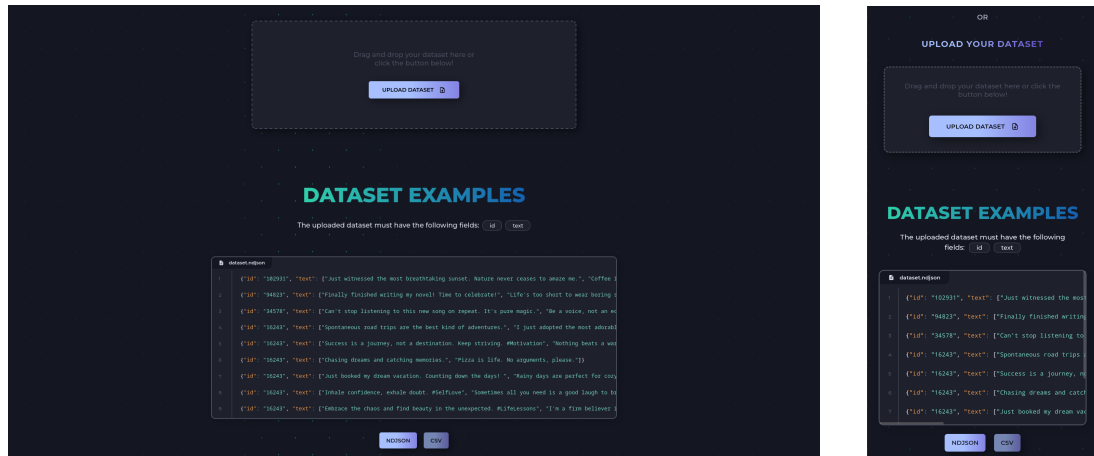 Drag and drop your dataset here or
click the button below!
UPLOAD DATASET
DATASET EXAMPLES
The uploaded dataset must have the following fields: id text
dataset.ndjson
1 {"id": "102931", "text": ["Just witnessed the most breathtaking sunset. Nature never ceases to amaze me.", "Coffee
2 {"id": "94823", "text": ["Finally finished writing my novel! Time to celebrate!", "Life's too short to wear boring
3 {"id": "34578", "text": ["Can't stop listening to this new song on repeat. It's pure magic.", "Be a voice, not an
4 {"id": "16243", "text": ["Spontaneous road trips are the best kind of adventures.", "I just adopted the most
5 {"id": "16243", "text": ["Success is a journey, not a destination. Keep striving. #Motivation", "Nothing beats a
6 {"id": "16243", "text": ["Chasing dreams and catching memories.", "Pizza is life. No arguments, please."]}
7 {"id": "16243", "text": ["Just booked my dream vacation. Counting down the days! ", "Rainy days are perfect for cozy
8 {"id": "16243", "text": ["Inhale confidence, exhale doubt. #SelfLove", "Sometimes all you need is a good laugh to
9 {"id": "16243", "text": ["Embrace the chaos and find beauty in the unexpected. #LifeLessons", "I'm a firm believer
NDJSON CSV
OR
UPLOAD YOUR DATASET
Drag and drop your dataset here or click the
button below!
UPLOAD DATASET
DATASET EXAMPLES
The uploaded dataset must have the following
fields: id text
dataset.ndjson
1 {"id": "102931", "text": ["Just witnessed the most
2 {"id": "94823", "text": ["Finally finished writing
3 {"id": "34578", "text": ["Can't stop listening to
4 {"id": "16243", "text": ["Spontaneous road trips
5 {"id": "16243", "text": ["Success is a journey,
6 {"id": "16243", "text": ["Chasing dreams and
7 {"id": "16243", "text": ["Just booked my dream
NDJSON CSV